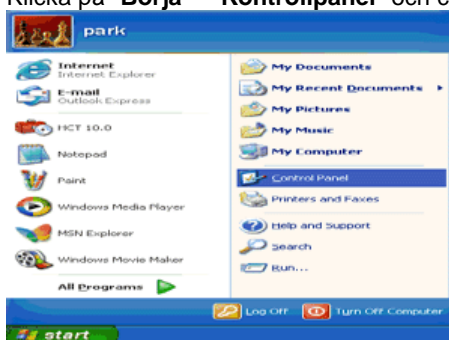 Klicka på "Börja" "Kontrollpanel" och
park
Internet
Internet Explorer
E-mail
Outlook Express
HCT 10.0
Notepad
Paint
Windows Media Player
MSN Explorer
Windows Movie Maker
All Programs
My Documents
My Recent Documents
My Pictures
My Music
My Computer
Control Panel
Printers and Faxes
Help and Support
Search
Run...
Log Off Turn Off Computer
start